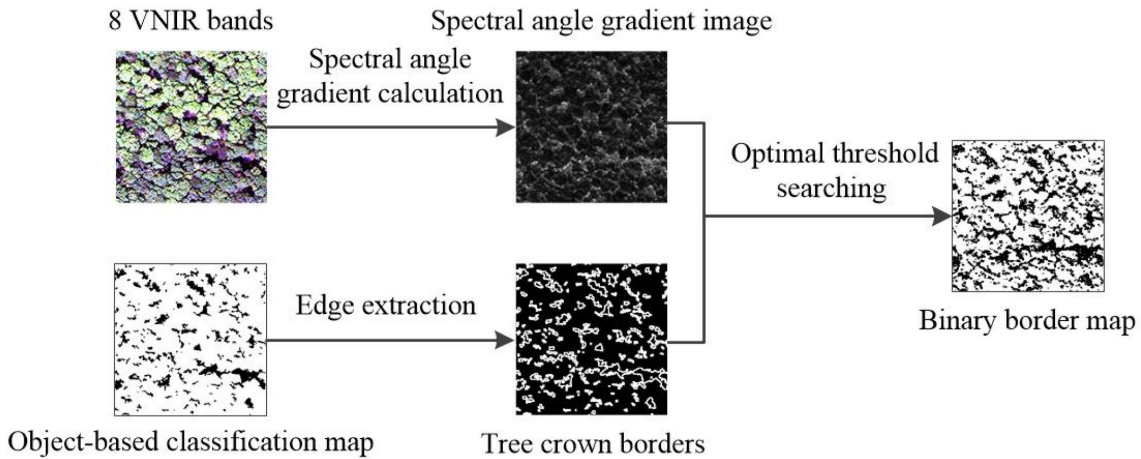 8 VNIR bands
Spectral angle gradient image
Spectral angle
gradient calculation
Optimal threshold
searching
Edge extraction
Binary border map
Object-based classification map
Tree crown borders